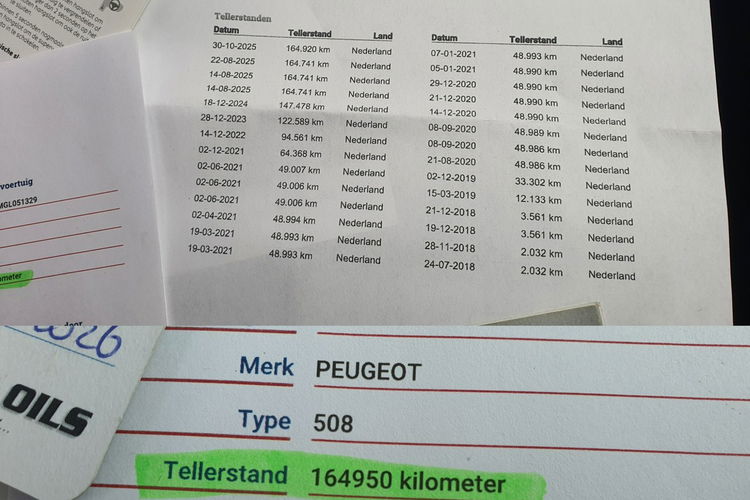 Tellerstanden
Datum Tellerstand Land
30-10-2025 164.920 km Nederland
22-08-2025 164.741 km Nederland
14-08-2025 164.741 km Nederland
14-08-2025 164.741 km Nederland
18-12-2024 147.478 km Nederland
28-12-2023 122.589 km Nederland
14-12-2022 94.561 km Nederland
02-12-2021 64.368 km Nederland
02-06-2021 49.007 km Nederland
02-06-2021 49.006 km Nederland
02-06-2021 49.006 km Nederland
02-04-2021 48.994 km Nederland
19-03-2021 48.993 km Nederland
19-03-2021 48.993 km Nederland
Datum Tellerstand Land
07-01-2021 48.993 km Nederland
05-01-2021 48.990 km Nederland
29-12-2020 48.990 km Nederland
21-12-2020 48.990 km Nederland
14-12-2020 48.990 km Nederland
08-09-2020 48.989 km Nederland
08-09-2020 48.986 km Nederland
21-08-2020 48.986 km Nederland
02-12-2019 33.302 km Nederland
15-03-2019 12.133 km Nederland
21-12-2018 3.561 km Nederland
19-12-2018 3.561 km Nederland
28-11-2018 2.032 km Nederland
24-07-2018 2.032 km Nederland
voertuig
MGL051329
ometer
OILS
Merk PEUGEOT
Type 508
Tellerstand 164950 kilometer